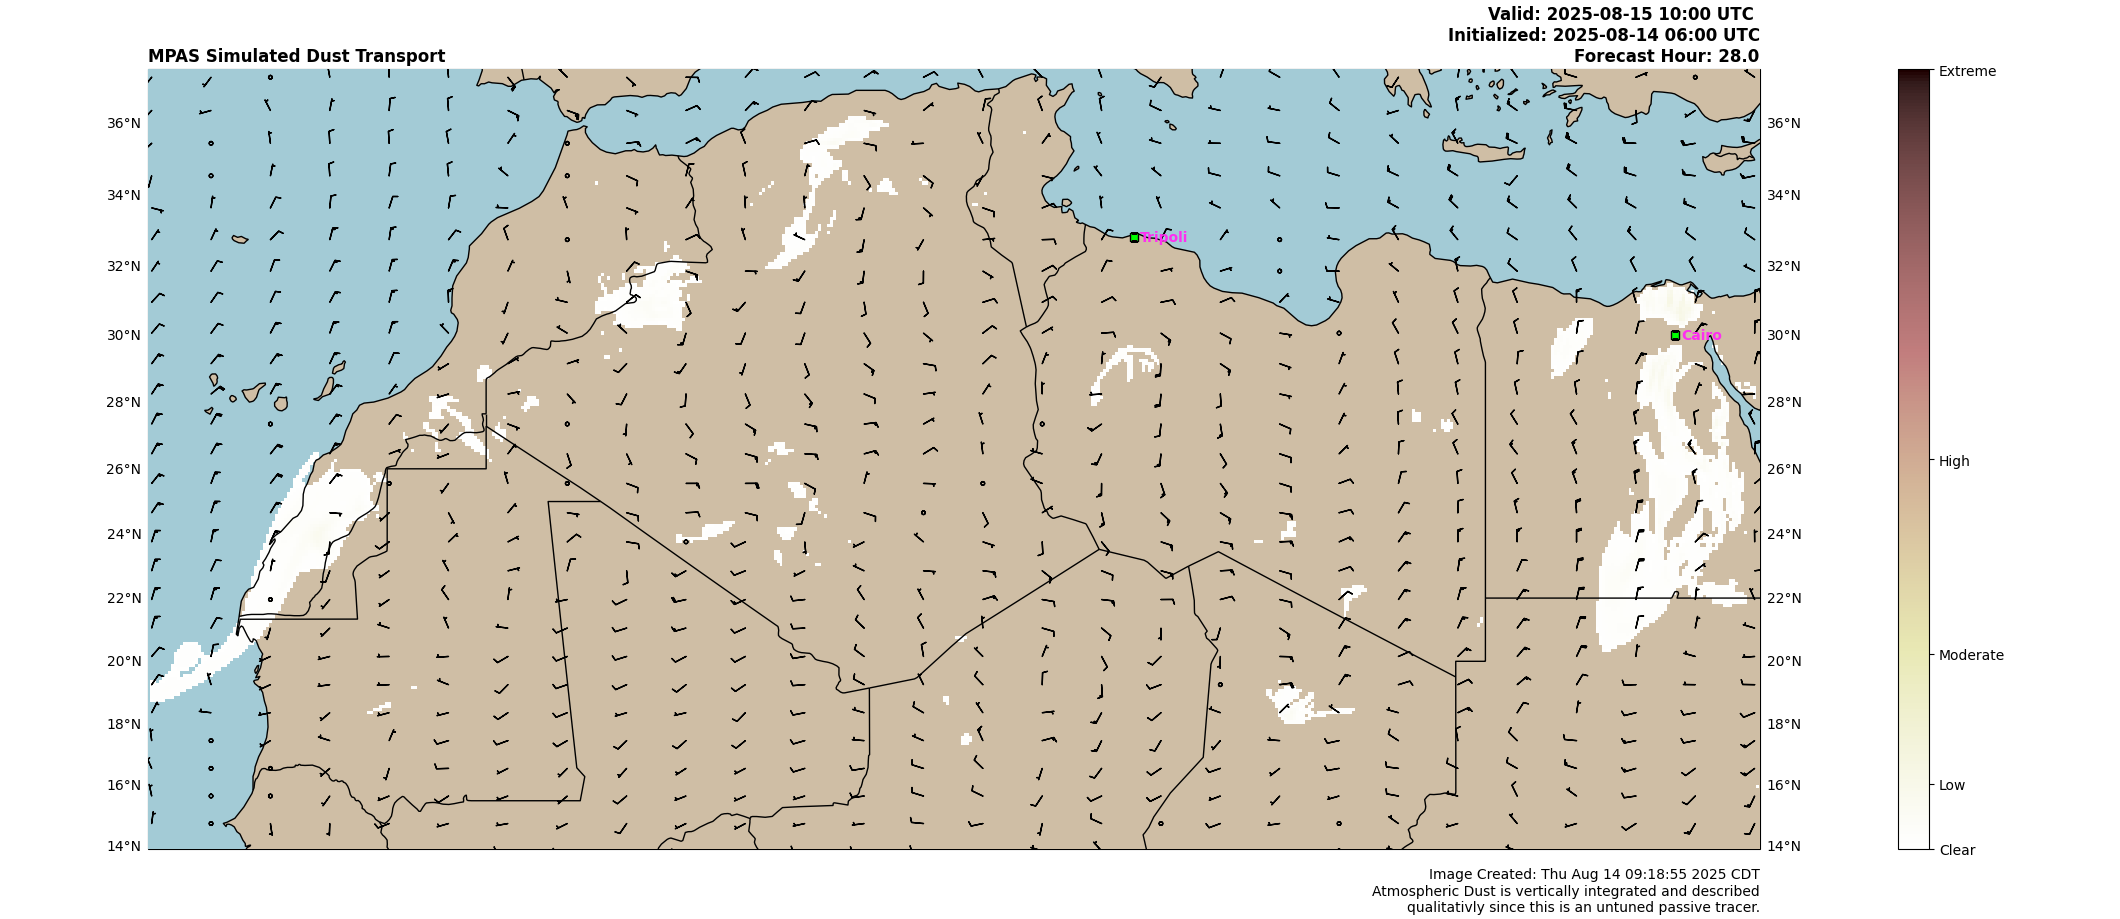 Valid: 2025-08-15 10:00 UTC
Initialized: 2025-08-14 06:00 UTC
MPAS Simulated Dust Transport
Forecast Hour: 28.0
Extreme
36°N
36°N
34°N
34°N
Tripoli
32°N
32°N
30°N
Cairo
30°N
28°N
28°N
26°N
26°N
High
24°N
24°N
22°N
22°N
20°N
20°N
Moderate
18°N
18°N
16°N
16°N
Low
14°N
14°N
Clear
Image Created: Thu Aug 14 09:18:55 2025 CDT
Atmospheric Dust is vertically integrated and described
qualitativly since this is an untuned passive tracer.